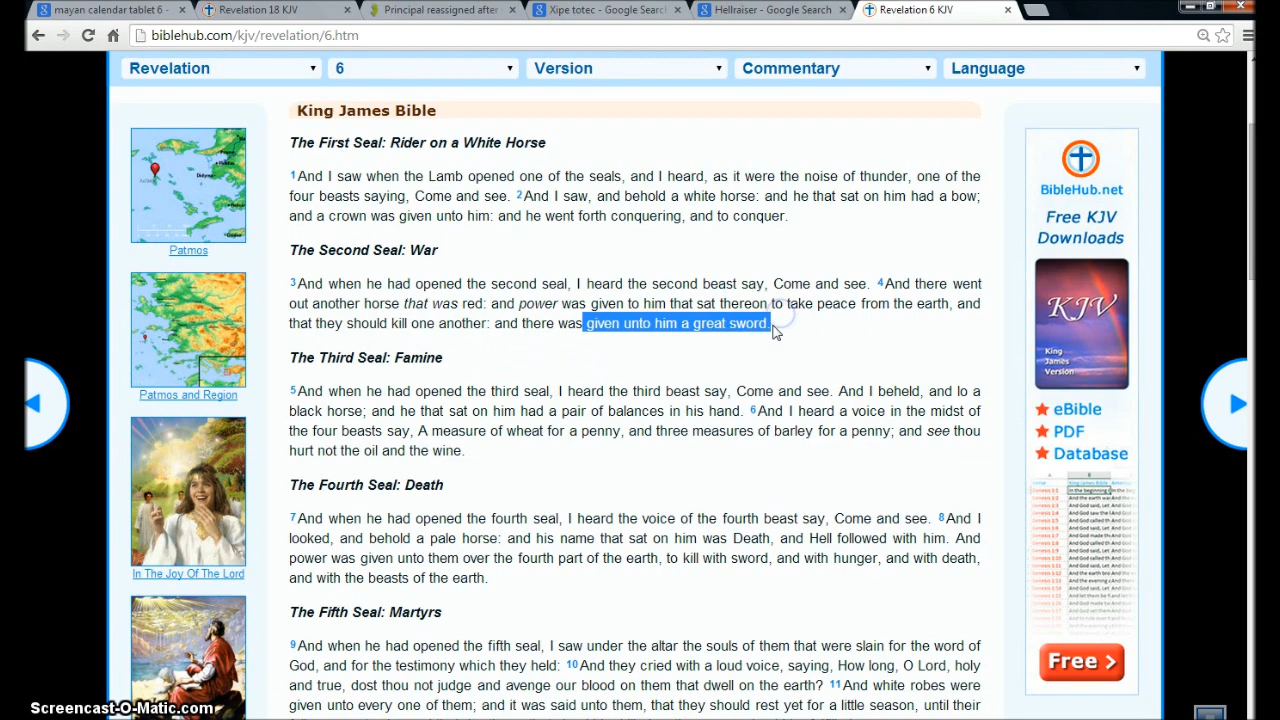 mayan calendar tablet 6 -
Revelation 18 KJV
Principal reassigned after
Xipe totec - Google Search
Hellraiser - Google Search
Revelation 6 KJV
biblehub.com/kjv/revelation/6.htm
Revelation
6
Version
Commentary
Language
King James Bible
The First Seal: Rider on a White Horse
1And I saw when the Lamb opened one of the seals, and I heard, as it were the noise of thunder, one of the
four beasts saying, Come and see. 2And I saw, and behold a white horse: and he that sat on him had a bow;
and a crown was given unto him: and he went forth conquering, and to conquer.
The Second Seal: War
3And when he had opened the second seal, I heard the second beast say, Come and see. 4And there went
out another horse that was red: and power was given to him that sat thereon to take peace from the earth, and
that they should kill one another: and there was given unto him a great sword.
The Third Seal: Famine
5And when he had opened the third seal, I heard the third beast say, Come and see. And I beheld, and lo a
black horse; and he that sat on him had a pair of balances in his hand. 6And I heard a voice in the midst of
the four beasts say, A measure of wheat for a penny, and three measures of barley for a penny; and see thou
hurt not the oil and the wine.
The Fourth Seal: Death
7And when he had opened the fourth seal, I heard the voice of the fourth beast say, Come and see. 8And I
looked, and behold a pale horse: and his name that sat on him was Death, and Hell followed with him. And
power was given unto them over the fourth part of the earth, to kill with sword, and with hunger, and with death,
and with the beasts of the earth.
The Fifth Seal: Martyrs
9And when he had opened the fifth seal, I saw under the altar the souls of them that were slain for the word of
God, and for the testimony which they held: 10And they cried with a loud voice, saying, How long, O Lord, holy
and true, dost thou not judge and avenge our blood on them that dwell on the earth? 11And white robes were
given unto every one of them; and it was said unto them, that they should rest yet for a little season, until their
Patmos
Patmos and Region
In The Joy Of The Lord
BibleHub.net
Free KJV
Downloads
KJV
King
James
Version
eBible
PDF
Database
Free >
Screencast-O-Matic.com